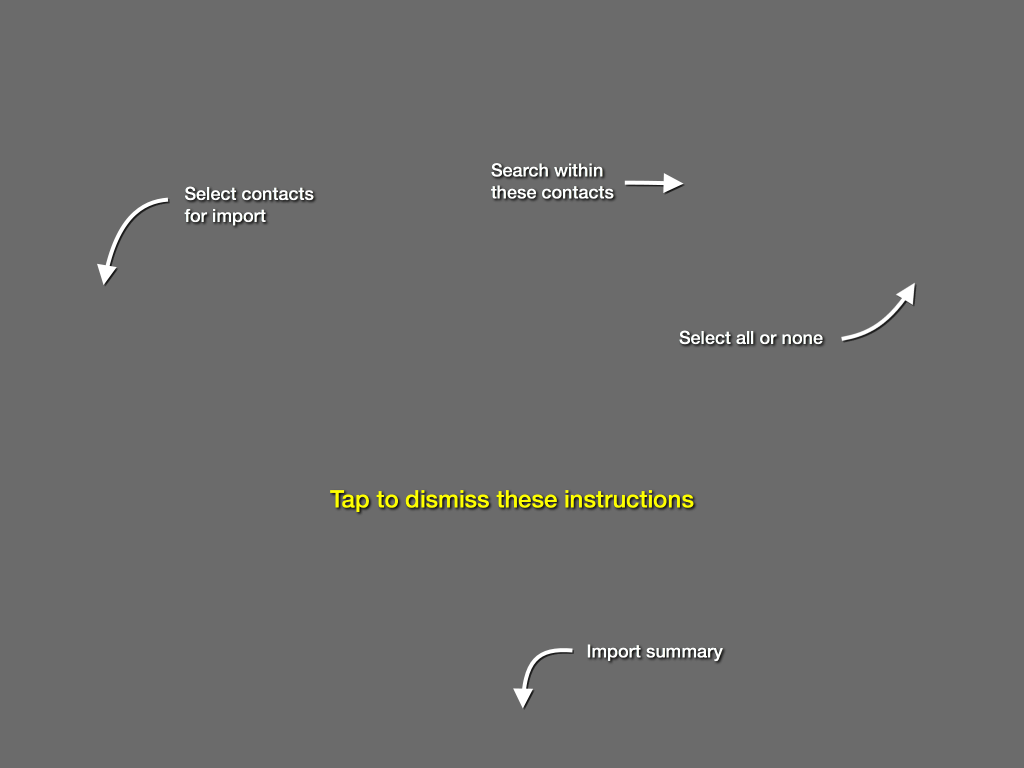 Search within
these contacts
Select contacts
for import
Select all or none
Tap to dismiss these instructions
Import summary